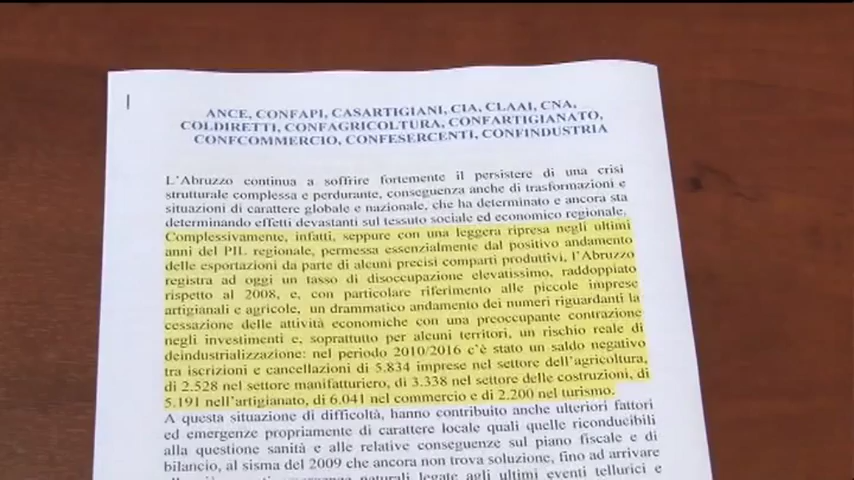 ANCE, CONFAPI, CASARTIGIANI, CIA, CLAAI, CNA,
COLDIRETTI, CONFAGRICOLTURA, CONFARTIGIANATO,
CONFCOMMERCIO, CONFESERCENTI, CONFINDUSTRIA
L'Abruzzo continua a soffrire fortemente il persistere di una crisi
strutturale complessa e perdurante, conseguenza anche di trasformazioni e
situazioni di carattere globale e nazionale, che ha determinato e ancora sta
determinando effetti devastanti sul tessuto sociale ed economico regionale.
Complessivamente, infatti, seppure con una leggera ripresa negli ultimi
anni del PIL regionale, permessa essenzialmente dal positivo andamento
delle esportazioni da parte di alcuni precisi comparti produttivi, l'Abruzzo
registra ad oggi un tasso di disoccupazione elevatissimo, raddoppiato
rispetto al 2008, e, con particolare riferimento alle piccole imprese
artigianali e agricole, un drammatico andamento dei numeri riguardanti la
cessazione delle attività economiche con una preoccupante contrazione
negli investimenti e, soprattutto per alcuni territori, un rischio reale di
deindustrializzazione: nel periodo 2010/2016 c'è stato un saldo negativo
tra iscrizioni e cancellazioni di 5.834 imprese nel settore dell'agricoltura,
di 2.528 nel settore manifatturiero, di 3.338 nel settore delle costruzioni, di
5.191 nell'artigianato, di 6.041 nel commercio e di 2.200 nel turismo.
A questa situazione di difficoltà, hanno contribuito anche ulteriori fattori
ed emergenze propriamente di carattere locale quali quelle riconducibili
alla questione sanità e alle relative conseguenze sul piano fiscale e di
bilancio, al sisma del 2009 che ancora non trova soluzione, fino ad arrivare
naturali legate agli ultimi eventi tellurici e